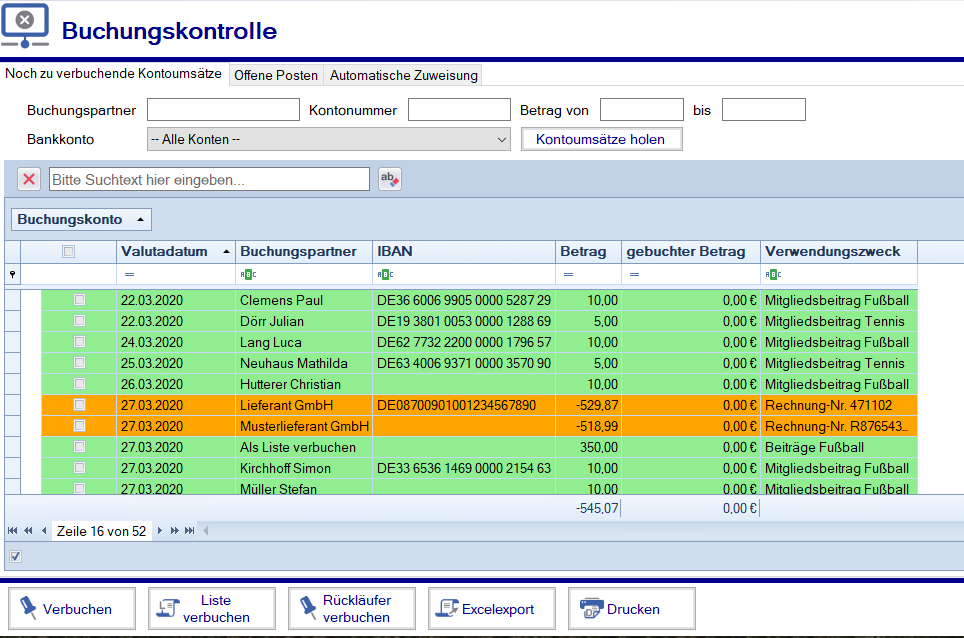 Buchungskontrolle
Noch zu verbuchende Kontoumsätze Offene Posten Automatische Zuweisung
Buchungspartner Kontonummer Betrag von bis
Bankkonto -- Alle Konten -- Kontoumsätze holen
Bitte Suchtext hier eingeben... ab
Buchungskonto
Valutadatum Buchungspartner IBAN Betrag gebuchter Betrag Verwendungszweck
= ABC ABC = = ABC
22.03.2020 Clemens Paul DE36 6006 9905 0000 5287 29 10,00 0,00 € Mitgliedsbeitrag Fußball
22.03.2020 Dörr Julian DE19 3801 0053 0000 1288 69 5,00 0,00 € Mitgliedsbeitrag Tennis
24.03.2020 Lang Luca DE62 7732 2200 0000 1796 57 10,00 0,00 € Mitgliedsbeitrag Fußball
25.03.2020 Neuhaus Mathilda DE63 4006 9371 0000 3570 90 5,00 0,00 € Mitgliedsbeitrag Tennis
26.03.2020 Hutterer Christian 10,00 0,00 € Mitgliedsbeitrag Fußball
27.03.2020 Lieferant GmbH DE08700901001234567890 -529,87 0,00 € Rechnung-Nr. 471102
27.03.2020 Musterlieferant GmbH -518,99 0,00 € Rechnung-Nr. R876543...
27.03.2020 Als Liste verbuchen 350,00 0,00 € Beiträge Fußball
27.03.2020 Kirchhoff Simon DE33 6536 1469 0000 2154 63 10,00 0,00 € Mitgliedsbeitrag Fußball
27.03.2020 Müller Stefan 10,00 0,00 € Mitgliedsbeitrag Fußball
-545,07 0,00 €
Zeile 16 von 52
Verbuchen
Liste
verbuchen
Rückläufer
verbuchen
Excelexport
Drucken